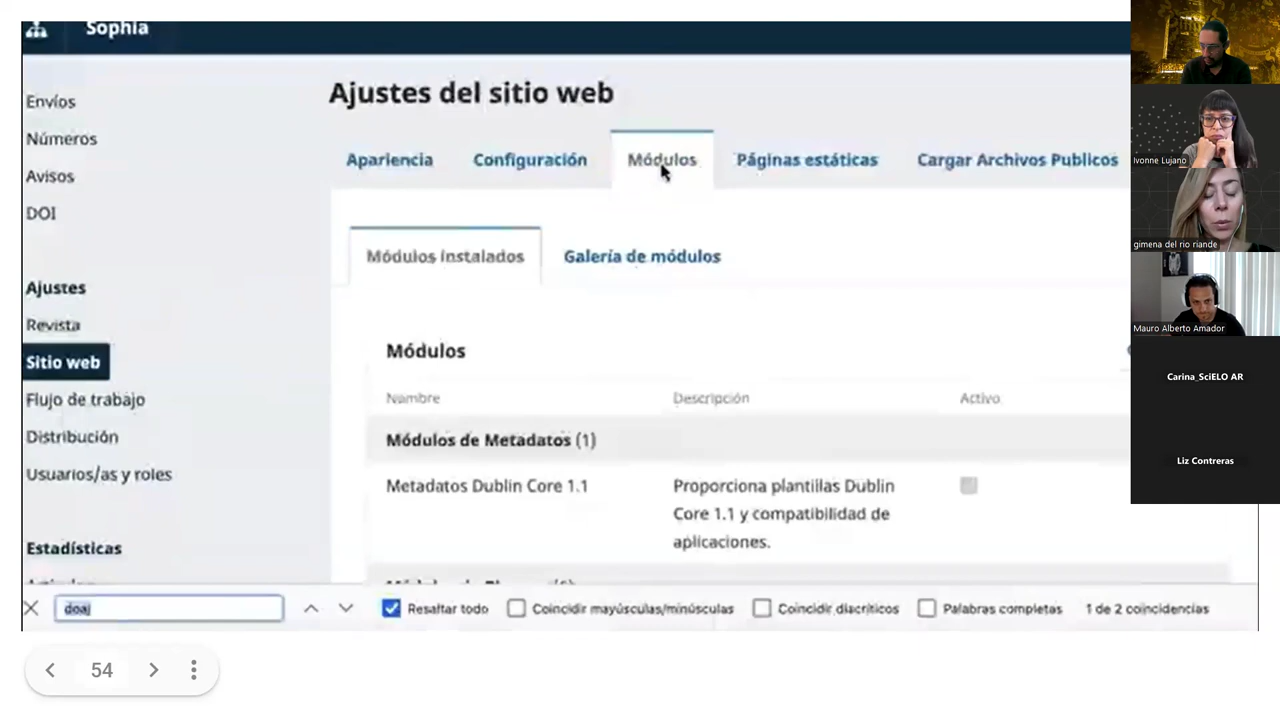 Sophia
Envíos
Números
Avisos
DOI
Ajustes
Revista
Sitio web
Flujo de trabajo
Distribución
Usuarios/as y roles
Estadísticas
Ajustes del sitio web
Apariencia
Configuración
Módulos
Páginas estáticas
Cargar Archivos Publicos
Módulos instalados
Galería de módulos
Módulos
Nombre
Descripción
Activo
Módulos de Metadatos (1)
Metadatos Dublin Core 1.1
Proporciona plantillas Dublin
Core 1.1 y compatibilidad de
aplicaciones.
doaj
Resaltar todo
Coincidir mayúsculas/minúsculas
Coincidir diacríticos
Palabras completas
1 de 2 coincidencias
54
Ivonne Lujano
gimena del rio riande
Mauro Alberto Amador
Carina_SciELO AR
Liz Contreras